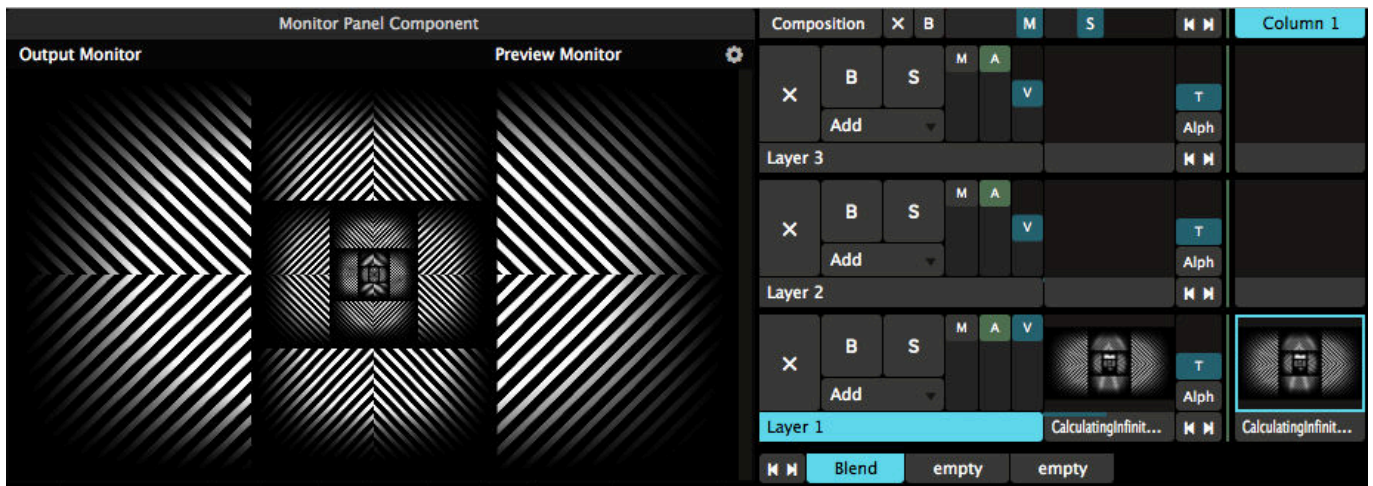 Monitor Panel Component
Output Monitor Preview Monitor
Composition X B M S Column 1
X B S M A V T
Add Alph
Layer 3
X B S M A V T
Add Alph
Layer 2
X B S M A V T
Add Alph
Layer 1 CalculatingInfinit... CalculatingInfinit...
Blend empty empty